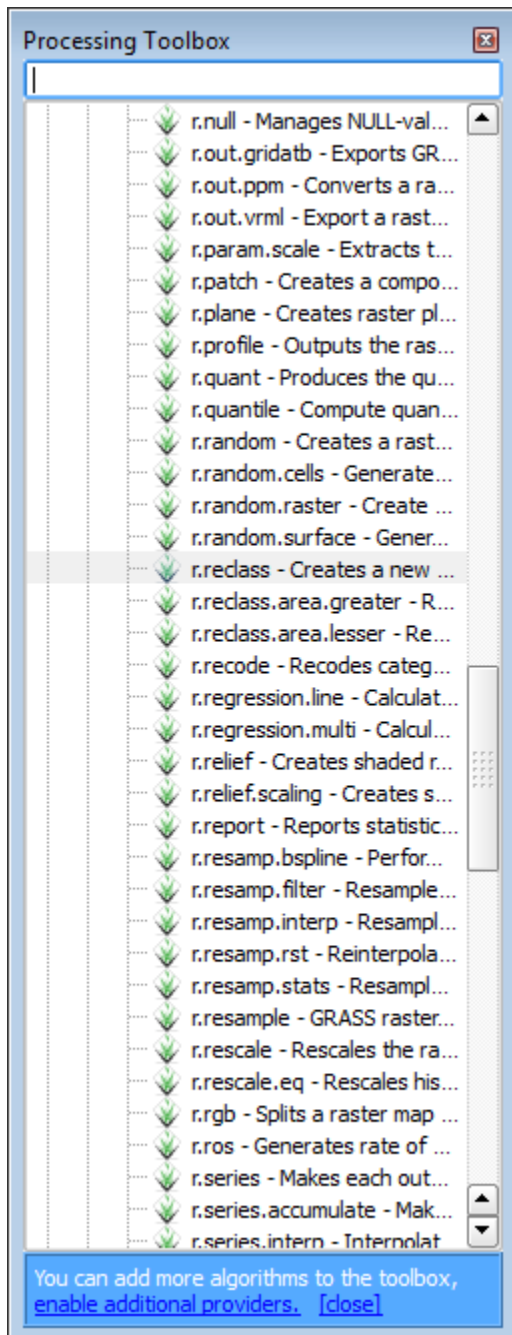 Processing Toolbox
r.null - Manages NULL-val...
r.out.gridatb - Exports GR...
r.out.ppm - Converts a ra...
r.out.vrml - Export a rast...
r.param.scale - Extracts t...
r.patch - Creates a compo...
r.plane - Creates raster pl...
r.profile - Outputs the ras...
r.quant - Produces the qu...
r.quantile - Compute quan...
r.random - Creates a rast...
r.random.cells - Generate...
r.random.raster - Create ...
r.random.surface - Gener...
r.reclass - Creates a new ...
r.reclass.area.greater - R...
r.reclass.area.lesser - Re...
r.recode - Recodes categ...
r.regression.line - Calculat...
r.regression.multi - Calcul...
r.relief - Creates shaded r...
r.relief.scaling - Creates s...
r.report - Reports statistic...
r.resamp.bspline - Perfor...
r.resamp.filter - Resample...
r.resamp.interp - Resampl...
r.resamp.rst - Reinterpola...
r.resamp.stats - Resampl...
r.resample - GRASS raster...
r.rescale - Rescales the ra...
r.rescale.eq - Rescales his...
r.rgb - Splits a raster map ...
r.ros - Generates rate of ...
r.series - Makes each out...
r.series.accumulate - Mak...
r.series.interp - Interpolat
You can add more algorithms to the toolbox,
enable additional providers. [close]